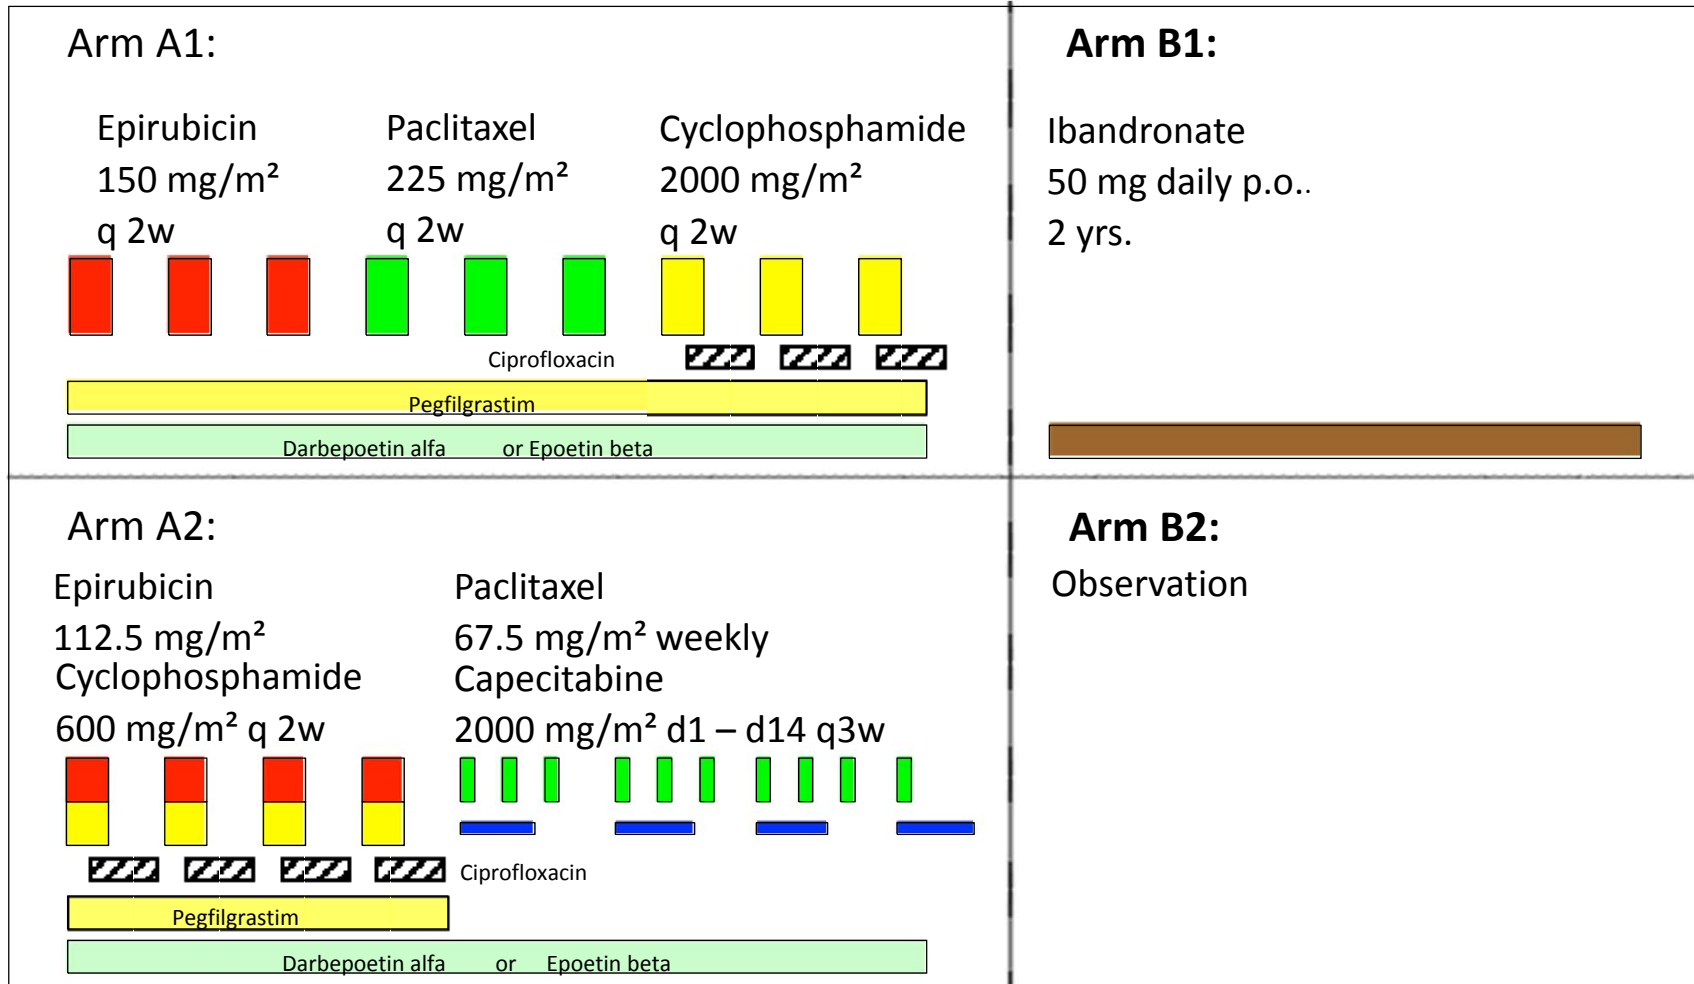 Arm A1:
Epirubicin
150 mg/m²
q 2w
Paclitaxel
225 mg/m²
q 2w
Cyclophosphamide
2000 mg/m²
q 2w
Ciprofloxacin
Pegfilgrastim
Darbepoetin alfa or Epoetin beta
Arm B1:
Ibandronate
50 mg daily p.o..
2 yrs.
Arm A2:
Epirubicin
112.5 mg/m²
Cyclophosphamide
600 mg/m² q 2w
Paclitaxel
67.5 mg/m² weekly
Capecitabine
2000 mg/m² d1 – d14 q3w
Ciprofloxacin
Pegfilgrastim
Darbepoetin alfa or Epoetin beta
Arm B2:
Observation